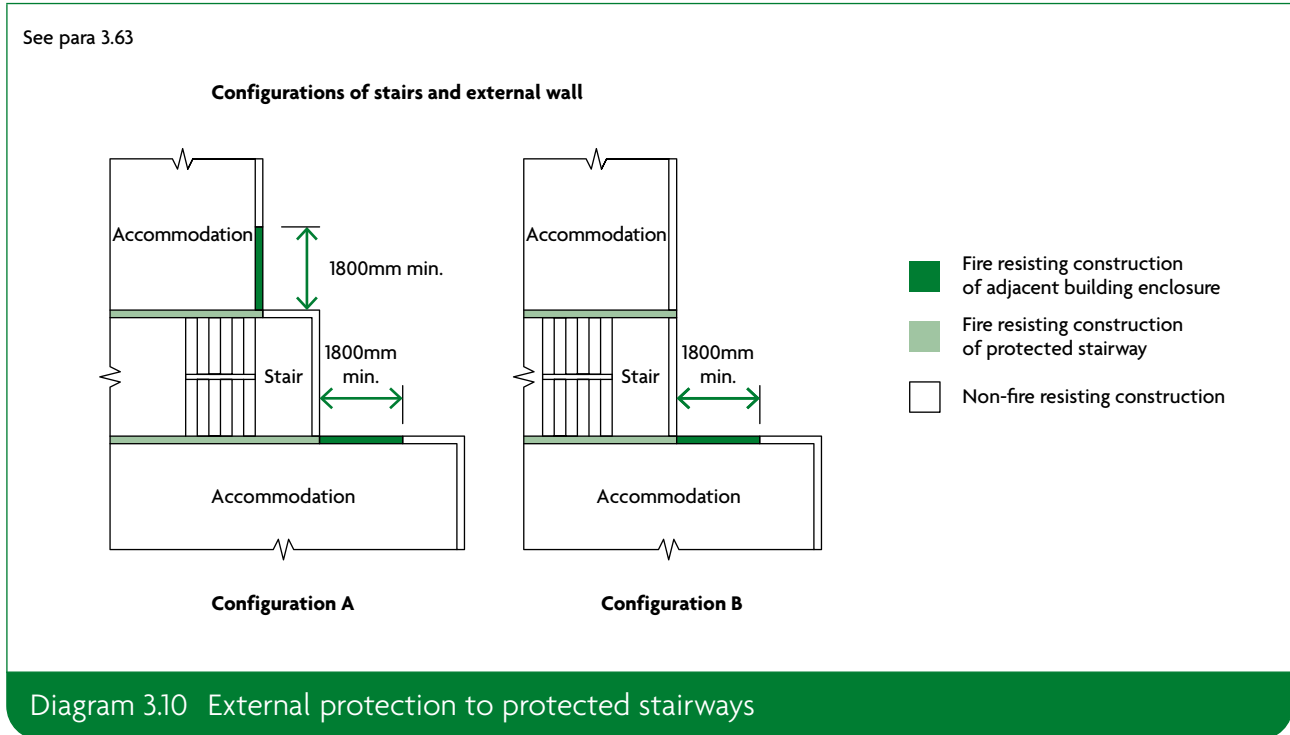 See para 3.63
Configurations of stairs and external wall
Accommodation
1800mm min.
1800mm
min.
Stair
Accommodation
Configuration A
Accommodation
1800mm
min.
Stair
Accommodation
Configuration B
Fire resisting construction
of adjacent building enclosure
Fire resisting construction
of protected stairway
Non-fire resisting construction
Diagram 3.10 External protection to protected stairways